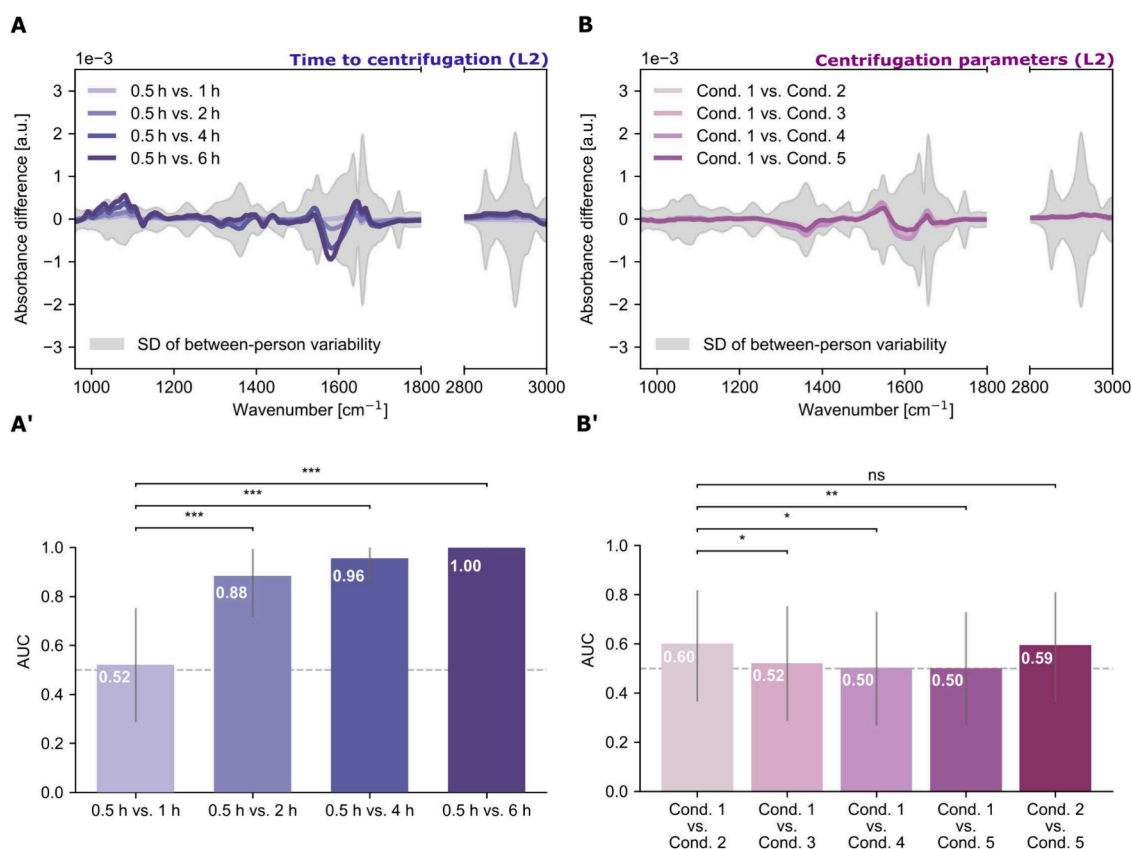 A
Time to centrifugation (L2)
1e−3
0.5 h vs. 1 h
0.5 h vs. 2 h
0.5 h vs. 4 h
0.5 h vs. 6 h
3
2
1
0
−1
−2
−3
Absorbance difference [a.u.]
SD of between-person variability
1000 1200 1400 1600 1800 2800 3000
Wavenumber [cm⁻¹]
B
Centrifugation parameters (L2)
1e−3
Cond. 1 vs. Cond. 2
Cond. 1 vs. Cond. 3
Cond. 1 vs. Cond. 4
Cond. 1 vs. Cond. 5
3
2
1
0
−1
−2
−3
Absorbance difference [a.u.]
SD of between-person variability
1000 1200 1400 1600 1800 2800 3000
Wavenumber [cm⁻¹]
A'
***
***
***
1.0
0.8
0.6
0.4
0.2
0.0
AUC
0.52
0.88
0.96
1.00
0.5 h vs. 1 h
0.5 h vs. 2 h
0.5 h vs. 4 h
0.5 h vs. 6 h
B'
ns
**
*
*
1.0
0.8
0.6
0.4
0.2
0.0
AUC
0.60
0.52
0.50
0.50
0.59
Cond. 1
vs.
Cond. 2
Cond. 1
vs.
Cond. 3
Cond. 1
vs.
Cond. 4
Cond. 1
vs.
Cond. 5
Cond. 2
vs.
Cond. 5